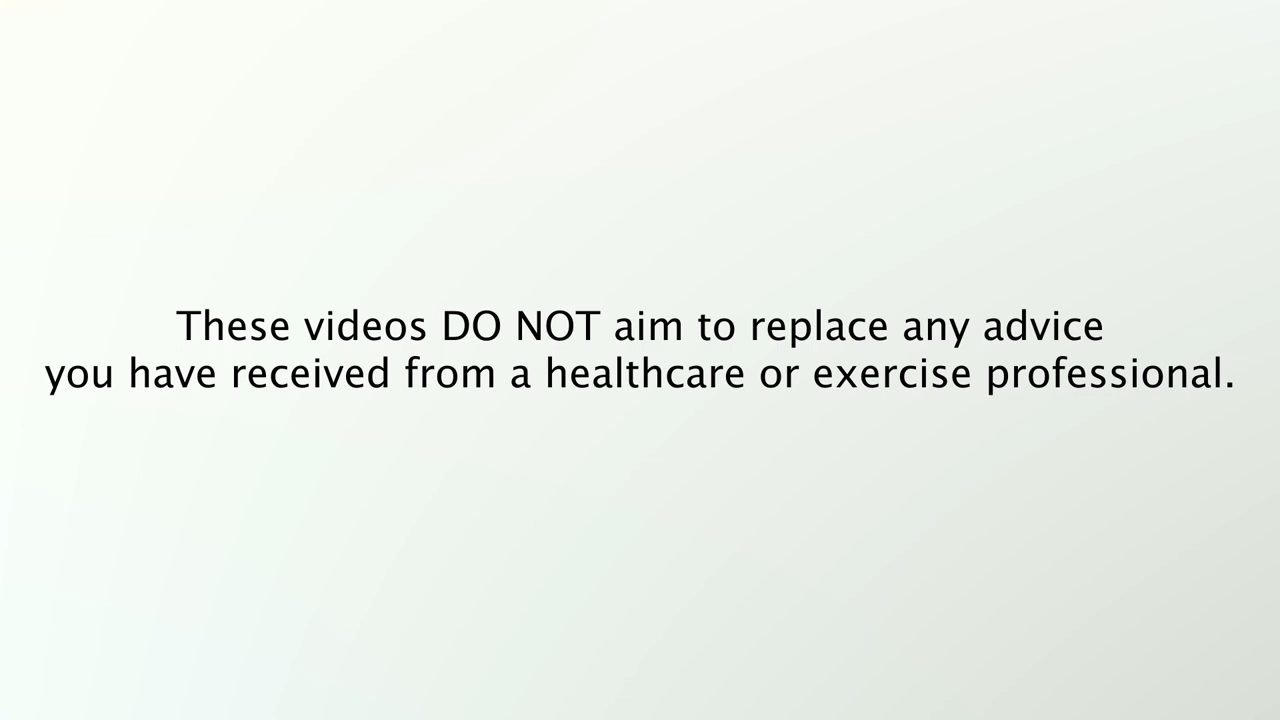 These videos DO NOT aim to replace any advice
you have received from a healthcare or exercise professional.